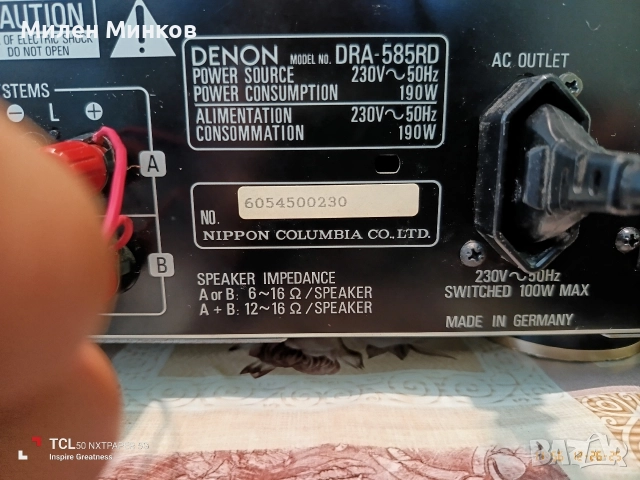 Милен Минков
CAUTION
OF ELECTRIC SHOCK
DO NOT OPEN
DENON MODEL NO. DRA-585RD
POWER SOURCE 230V～50Hz
POWER CONSUMPTION 190W
ALIMENTATION 230V～50Hz
CONSOMMATION 190W
AC OUTLET
STEMS
− L +
A
B
NO. 6054500230
NIPPON COLUMBIA CO., LTD.
SPEAKER IMPEDANCE
A or B: 6～16 Ω/SPEAKER
A + B: 12～16 Ω/SPEAKER
230V～50Hz
SWITCHED 100W MAX
MADE IN GERMANY
TCL 50 NXTPAPER 5G
Inspire Greatness
BAZAR